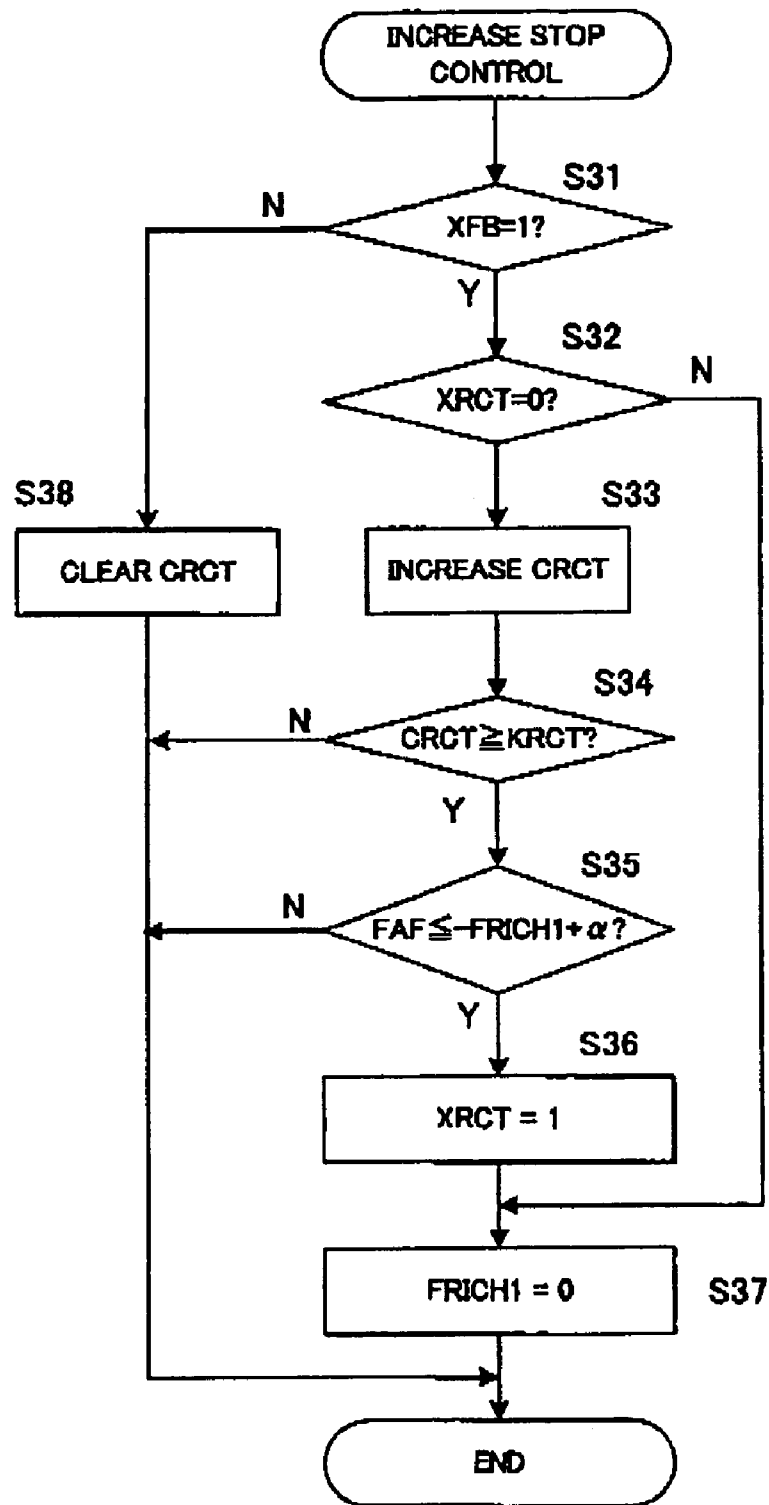 INCREASE STOP
CONTROL
S31
N
XFB=1?
Y
S32
N
XRCT=0?
S38
S33
CLEAR CRCT
INCREASE CRCT
S34
N
CRCT≧KRCT?
Y
S35
N
FAF≦-FRICH1+α?
Y
S36
XRCT = 1
FRICH1 = 0
S37
END